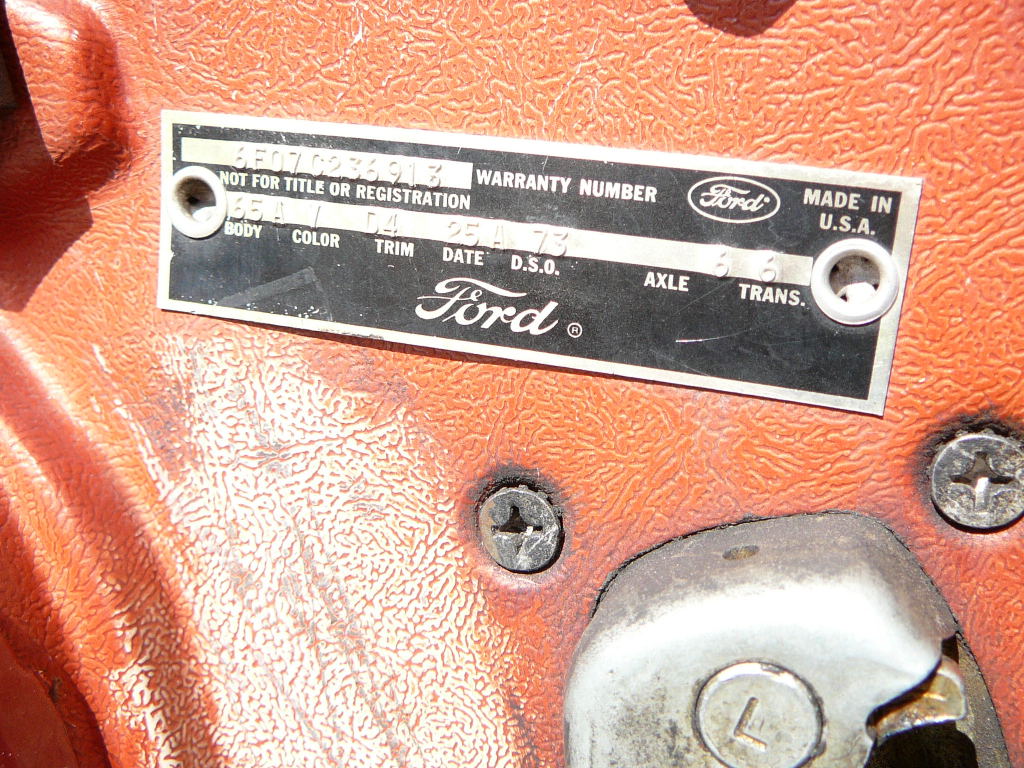 6F07C236913 WARRANTY NUMBER
NOT FOR TITLE OR REGISTRATION
Ford
MADE IN
U.S.A.
65A D4 25A 73 6 6
BODY COLOR TRIM DATE D.S.O. AXLE TRANS.
Ford ®
L